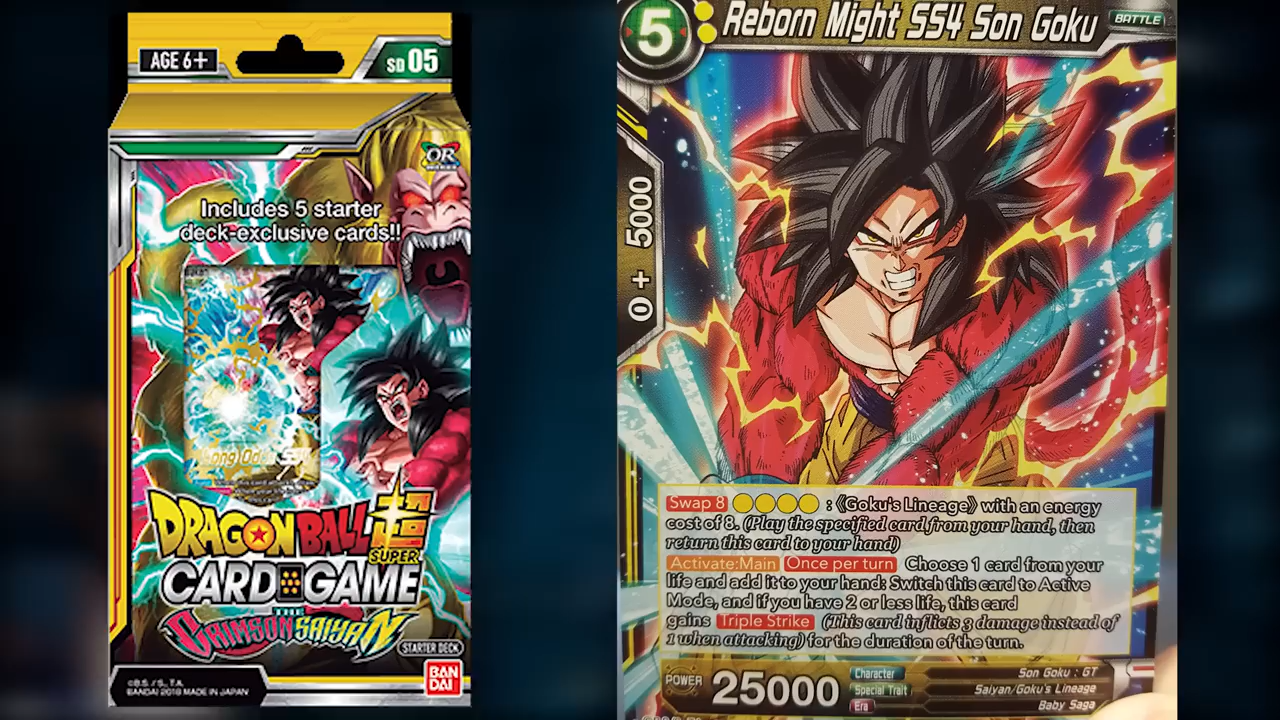 AGE 6+
SD 05
Includes 5 starter
deck-exclusive cards!!
DRAGON BALL 超
SUPER
CARD GAME
THE
CRIMSON SAIYAN
STARTER DECK
©B.S. / S., T.A.
BANDAI 2018 MADE IN JAPAN
BAN
DAI
5
Reborn Might SS4 Son Goku
BATTLE
0 + 5000
Swap 8 : 《Goku's Lineage》 with an energy
cost of 8. (Play the specified card from your hand, then
return this card to your hand)
Activate:Main Once per turn Choose 1 card from your
life and add it to your hand: Switch this card to Active
Mode, and if you have 2 or less life, this card
gains Triple Strike (This card inflicts 3 damage instead of
1 when attacking) for the duration of the turn.
POWER 25000
Character Son Goku : GT
Special Trait Saiyan/Goku's Lineage
Era Baby Saga